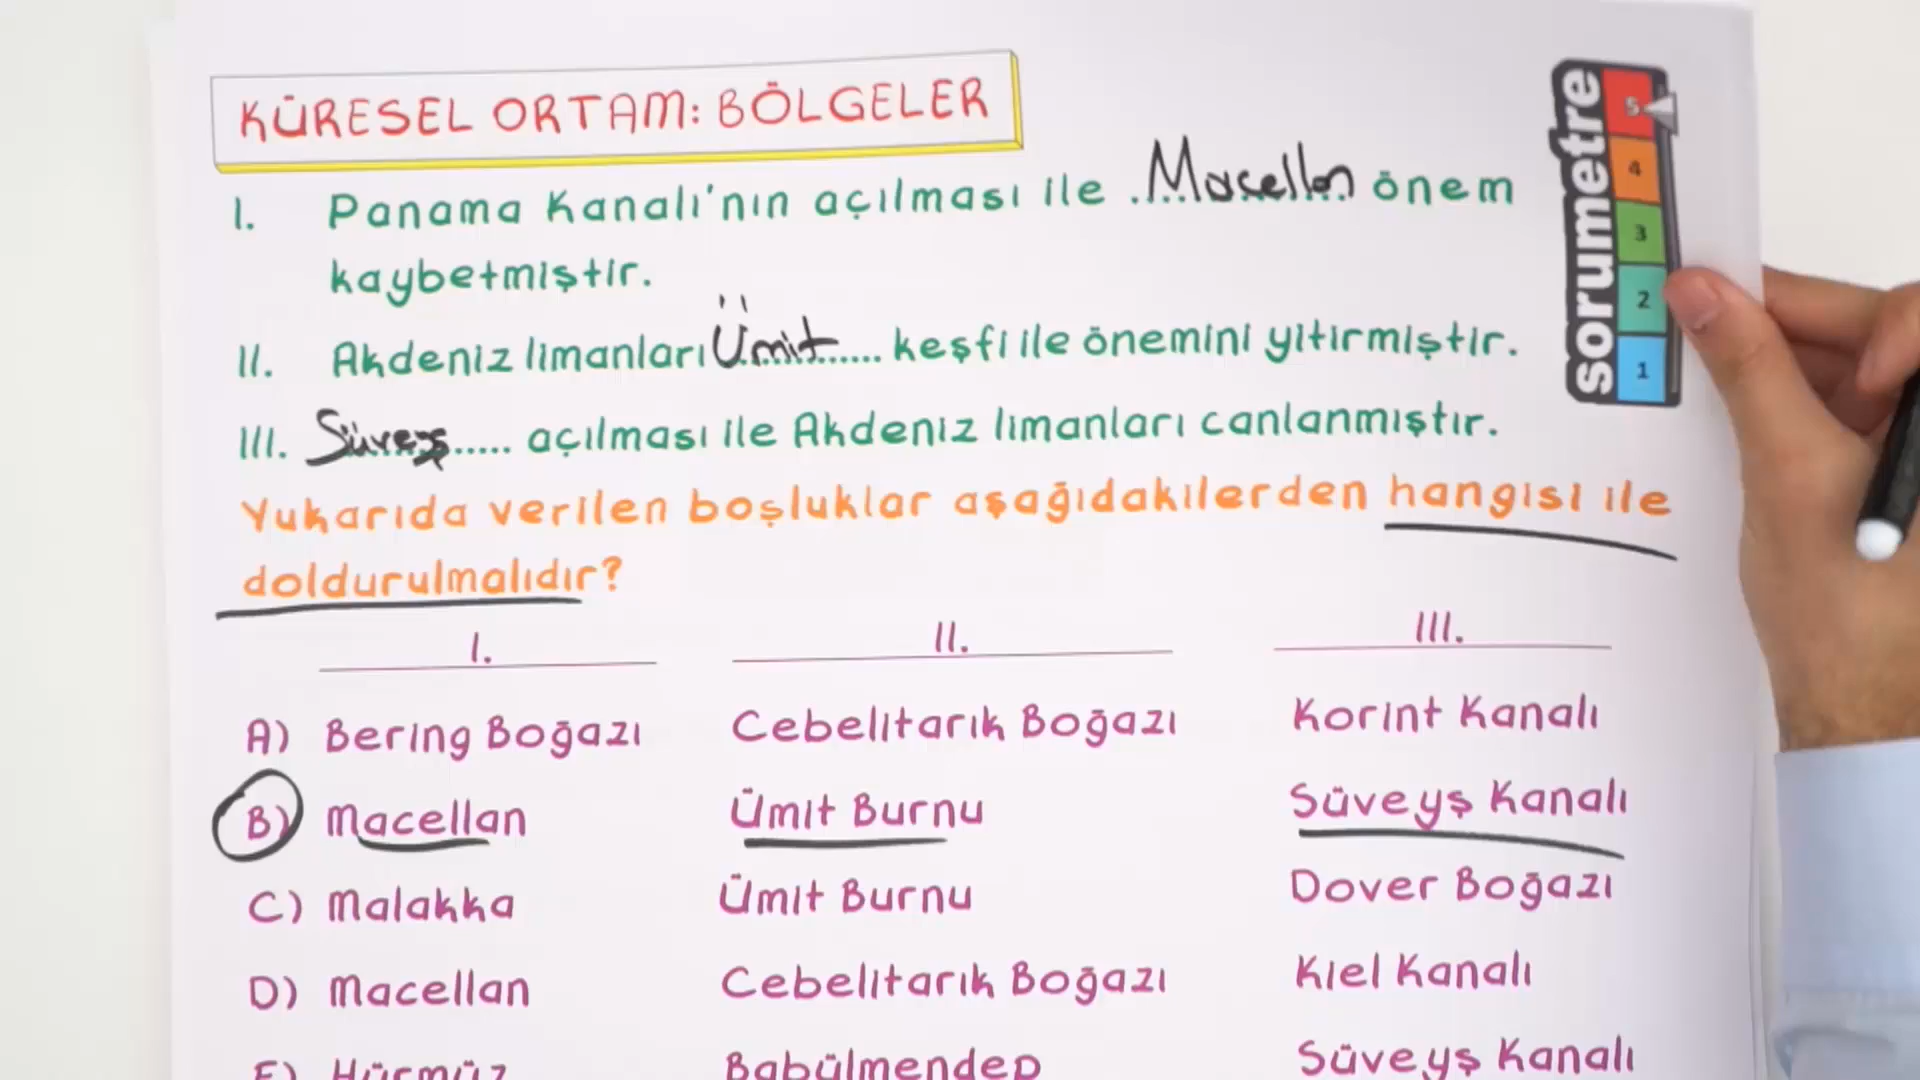 KÜRESEL ORTAM: BÖLGELER
I. Panama Kanalı'nın açılması ile .Macellan önem
kaybetmiştir.
II. Akdeniz limanları Ümit...... keşfi ile önemini yitirmiştir.
III. Süveyş..... açılması ile Akdeniz limanları canlanmıştır.
Yukarıda verilen boşluklar aşağıdakilerden hangisi ile
doldurulmalıdır?
I. II. III.
A) Bering Boğazı Cebelitarık Boğazı Korint Kanalı
B) Macellan Ümit Burnu Süveyş Kanalı
C) Malakka Ümit Burnu Dover Boğazı
D) Macellan Cebelitarık Boğazı Kiel Kanalı
E) Hürmüz Babülmendep Süveyş Kanalı
sorumetre
5
4
3
2
1